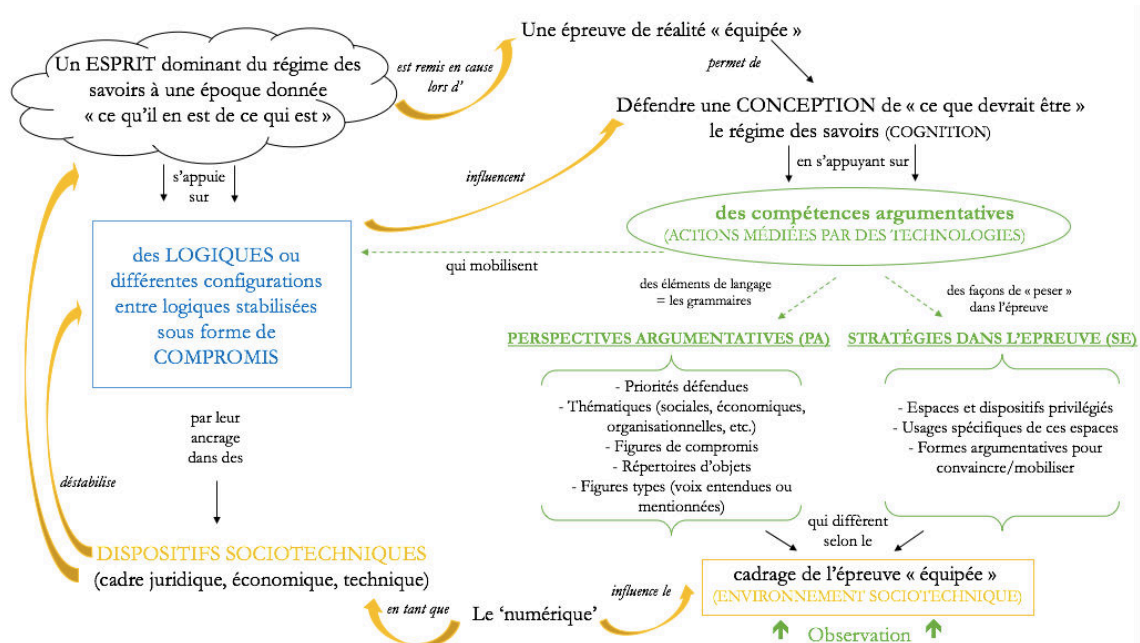 Une épreuve de réalité « équipée »
Un ESPRIT dominant du régime des
savoirs à une époque donnée
« ce qu'il en est de ce qui est »
est remis en cause
lors d'
permet de
Défendre une CONCEPTION de « ce que devrait être »
le régime des savoirs (COGNITION)
s'appuie
sur
influencent
en s'appuyant sur
des compétences argumentatives
(ACTIONS MÉDIÉES PAR DES TECHNOLOGIES)
des LOGIQUES ou
différentes configurations
entre logiques stabilisées
sous forme de
COMPROMIS
qui mobilisent
des éléments de langage
= les grammaires
des façons de « peser »
dans l'épreuve
PERSPECTIVES ARGUMENTATIVES (PA)
STRATÉGIES DANS L'EPREUVE (SE)
- Priorités défendues
- Thématiques (sociales, économiques,
organisationnelles, etc.)
- Figures de compromis
- Répertoires d'objets
- Figures types (voix entendues ou
mentionnées)
- Espaces et dispositifs privilégiés
- Usages spécifiques de ces espaces
- Formes argumentatives pour
convaincre/mobiliser
par leur
ancrage
dans des
déstabilise
qui diffèrent
selon le
DISPOSITIFS SOCIOTECHNIQUES
(cadre juridique, économique, technique)
en tant que
Le 'numérique'
influence le
cadrage de l'épreuve « équipée »
(ENVIRONNEMENT SOCIOTECHNIQUE)
Observation